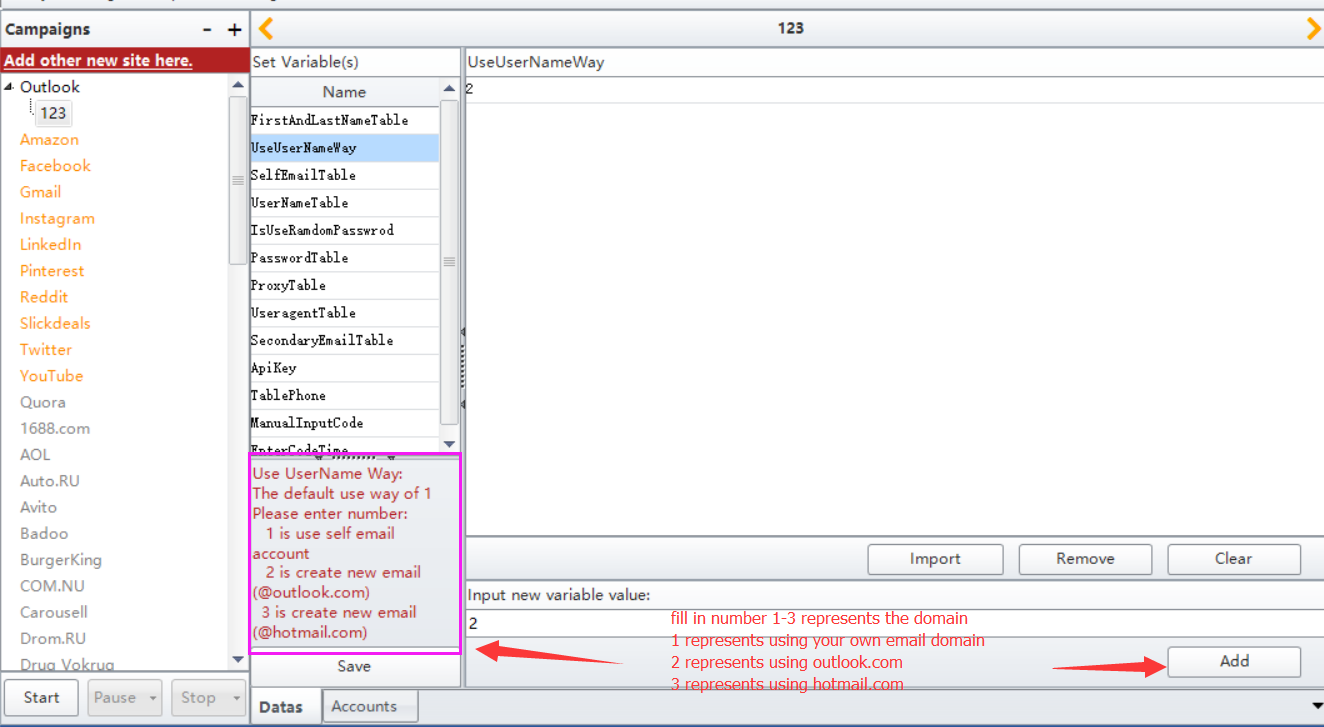 Campaigns - +
Add other new site here.
Outlook
123
Amazon
Facebook
Gmail
Instagram
LinkedIn
Pinterest
Reddit
Slickdeals
Twitter
YouTube
Quora
1688.com
AOL
Auto.RU
Avito
Badoo
BurgerKing
COM.NU
Carousell
Drom.RU
Drug Vokrug
Start
Pause
Stop
123
Set Variable(s)
Name
FirstAndLastNameTable
UseUserNameWay
SelfEmailTable
UserNameTable
IsUseRamdomPasswrod
PasswordTable
ProxyTable
UseragentTable
SecondaryEmailTable
ApiKey
TablePhone
ManualInputCode
EnterCodeTime
Use UserName Way:
The default use way of 1
Please enter number:
1 is use self email
account
2 is create new email
(@outlook.com)
3 is create new email
(@hotmail.com)
Save
Datas
Accounts
UseUserNameWay
2
Import
Remove
Clear
Input new variable value:
2
fill in number 1-3 represents the domain
1 represents using your own email domain
2 represents using outlook.com
3 represents using hotmail.com
Add